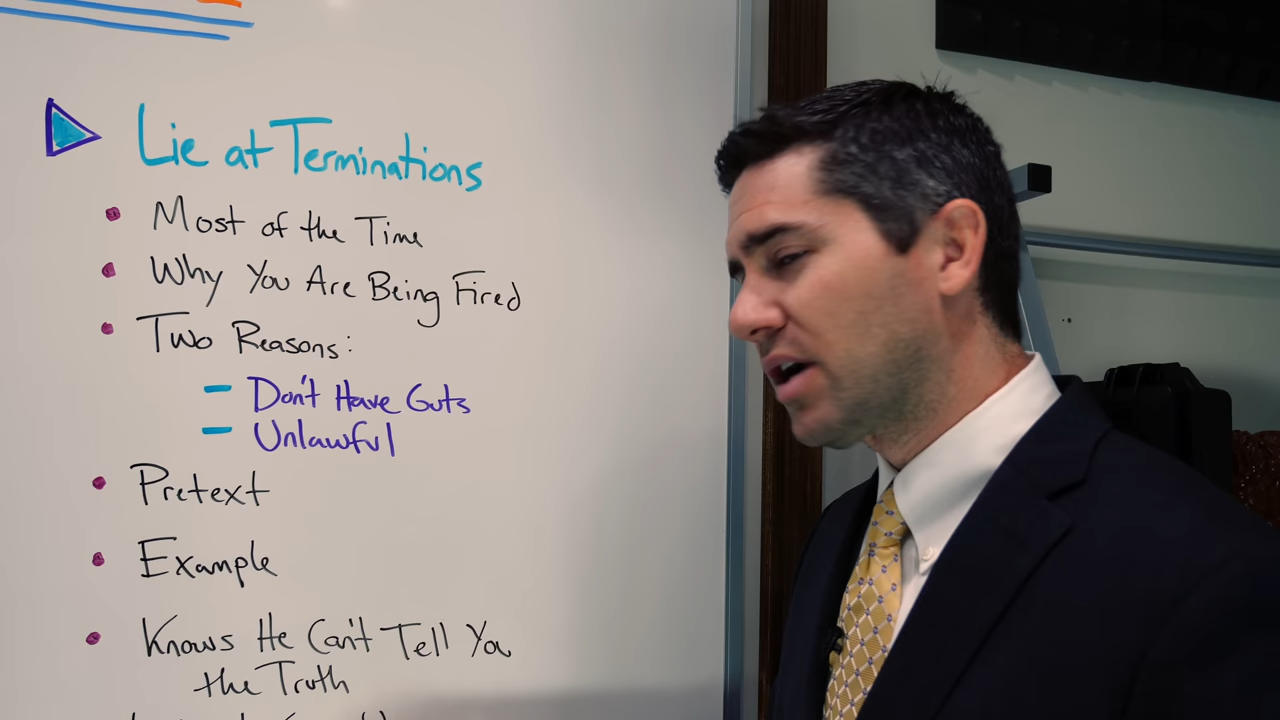 Lie at Terminations
Most of the Time
Why You Are Being Fired
Two Reasons:
- Don't Have Guts
- Unlawful
Pretext
Example
Knows He Can't Tell You
the Truth